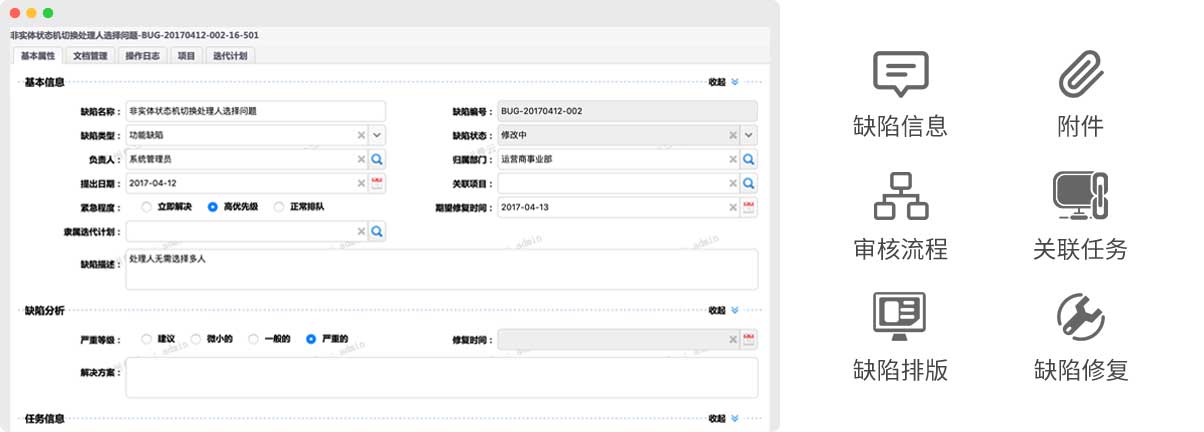 非实体状态机切换处理人选择问题-BUG-20170412-002-16-501
基本属性 文档管理 操作日志 项目 迭代计划
基本信息 收起
缺陷名称： 非实体状态机切换处理人选择问题 缺陷编号： BUG-20170412-002
缺陷类型： 功能缺陷 缺陷状态： 修改中
负责人： 系统管理员 归属部门： 运营商事业部
提出日期： 2017-04-12 关联项目：
紧急程度： 立即解决 高优先级 正常排队 期望修复时间： 2017-04-13
隶属迭代计划：
缺陷描述： 处理人无需选择多人
缺陷分析 收起
严重等级： 建议 微小的 一般的 严重的 修复时间：
解决方案：
任务信息 收起
缺陷信息 附件
审核流程 关联任务
缺陷排版 缺陷修复
admin
admin
admin
admin